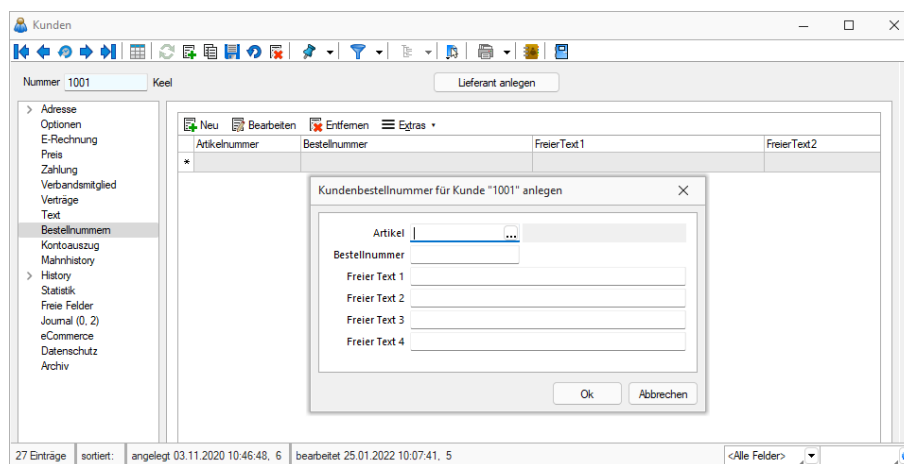 Kunden
Nummer 1001 Keel Lieferant anlegen
Adresse
Optionen
E-Rechnung
Preis
Zahlung
Verbandsmitglied
Verträge
Text
Bestellnummern
Kontoauszug
Mahnhistory
History
Statistik
Freie Felder
Journal (0, 2)
eCommerce
Datenschutz
Archiv
Neu Bearbeiten Entfernen Extras
Artikelnummer Bestellnummer FreierText1 FreierText2
*
Kundenbestellnummer für Kunde "1001" anlegen
Artikel ...
Bestellnummer
Freier Text 1
Freier Text 2
Freier Text 3
Freier Text 4
Ok Abbrechen
27 Einträge sortiert: angelegt 03.11.2020 10:46:48, 6 bearbeitet 25.01.2022 10:07:41, 5 <Alle Felder>